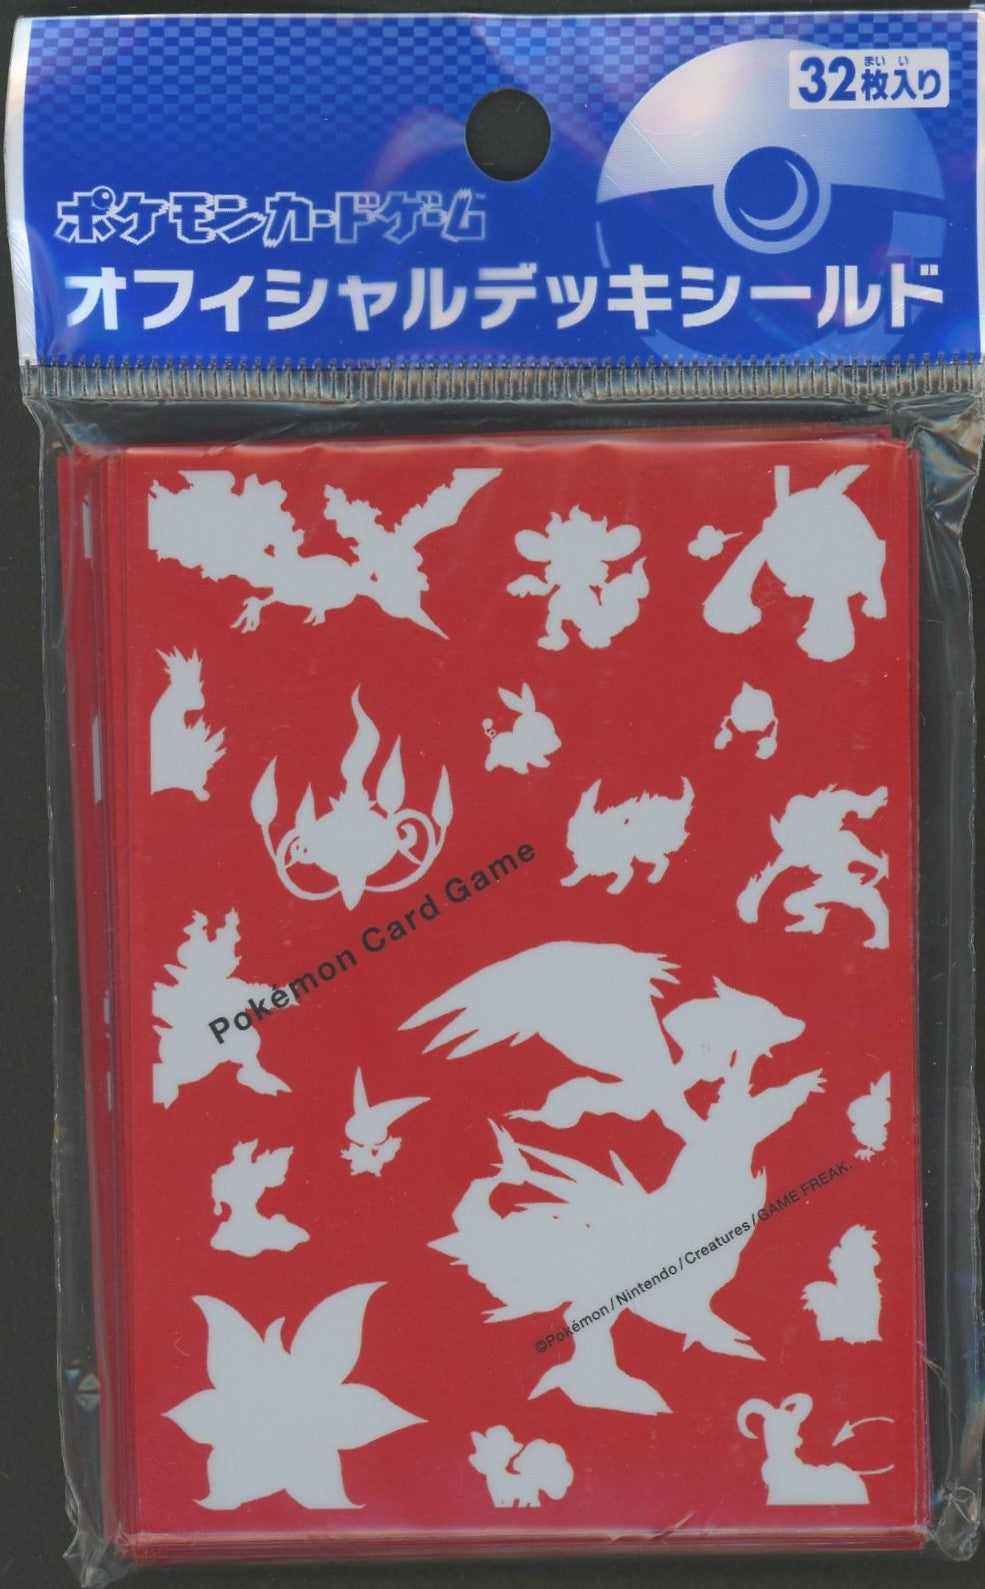 32枚入り
まい い
ポケモンカードゲーム
オフィシャルデッキシールド
Pokémon Card Game
©Pokémon/Nintendo/Creatures/GAME FREAK.